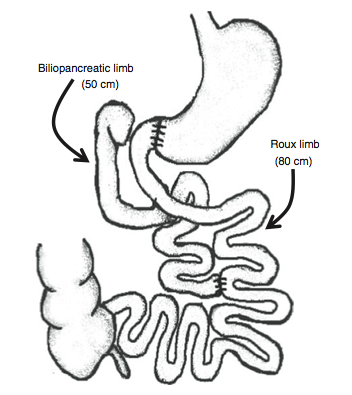 Biliopancreatic limb
(50 cm)
Roux limb
(80 cm)